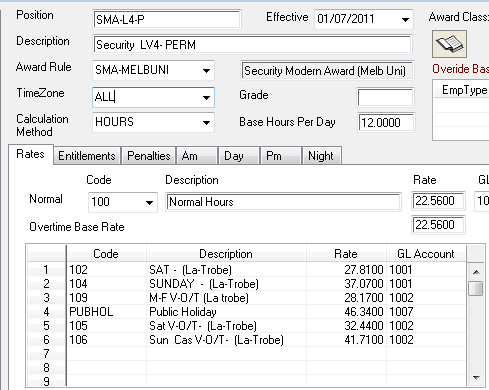 Position SMA-L4-P Effective 01/07/2011 Award Class:
Description Security LV4- PERM
Award Rule SMA-MELBUNI Security Modern Award (Melb Uni) Overide Bas
TimeZone ALL Grade EmpType
Calculation Method HOURS Base Hours Per Day 12.0000
Rates Entitlements Penalties Am Day Pm Night
Code Description Rate GL
Normal 100 Normal Hours 22.5600 10
Overtime Base Rate 22.5600
Code Description Rate GL Account
1 102 SAT - (La-Trobe) 27.8100 1001
2 104 SUNDAY - (La-Trobe) 37.0700 1001
3 109 M-F V-O/T (La trobe) 28.1700 1002
4 PUBHOL Public Holiday 46.3400 1007
5 105 Sat V-O/T- (La-trobe) 32.4400 1002
6 106 Sun Cas V-O/T- (La-Trobe) 41.7100 1002
7
8
9